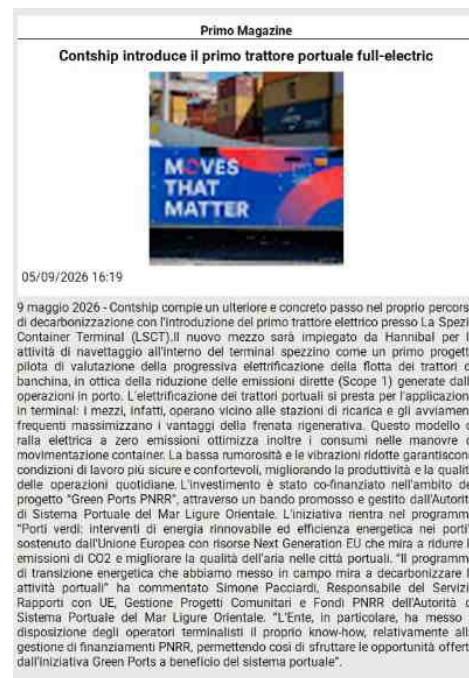 Primo Magazine
Contship introduce il primo trattore portuale full-electric
MOVES
THAT
MATTER
05/09/2026 16:19
9 maggio 2026 - Contship compie un ulteriore e concreto passo nel proprio percors
di decarbonizzazione con l'introduzione del primo trattore elettrico presso La Spezi
Container Terminal (LSCT).Il nuovo mezzo sarà impiegato da Hannibal per l
attività di navettaggio all'interno del terminal spezzino come un primo progett
pilota di valutazione della progressiva elettrificazione della flotta dei trattori d
banchina, in ottica della riduzione delle emissioni dirette (Scope 1) generate dall
operazioni in porto. L'elettrificazione dei trattori portuali si presta per l'applicazion
in terminal: i mezzi, infatti, operano vicino alle stazioni di ricarica e gli avviamen
frequenti massimizzano i vantaggi della frenata rigenerativa. Questo modello d
ralla elettrica a zero emissioni ottimizza inoltre i consumi nelle manovre d
movimentazione container. La bassa rumorosità e le vibrazioni ridotte garantiscon
condizioni di lavoro più sicure e confortevoli, migliorando la produttività e la qualit
delle operazioni quotidiane. L'investimento è stato co-finanziato nell'ambito de
progetto "Green Ports PNRR", attraverso un bando promosso e gestito dall'Autorit
di Sistema Portuale del Mar Ligure Orientale. L'iniziativa rientra nel programm
"Porti verdi: interventi di energia rinnovabile ed efficienza energetica nei porti"
sostenuto dall'Unione Europea con risorse Next Generation EU che mira a ridurre l
emissioni di CO2 e migliorare la qualità dell'aria nelle città portuali. "Il programm
di transizione energetica che abbiamo messo in campo mira a decarbonizzare l
attività portuali" ha commentato Simone Pacciardi, Responsabile del Servizi
Rapporti con UE, Gestione Progetti Comunitari e Fondi PNRR dell'Autorità d
Sistema Portuale del Mar Ligure Orientale. "L'Ente, in particolare, ha messo
disposizione degli operatori terminalisti il proprio know-how, relativamente all
gestione di finanziamenti PNRR, permettendo così di sfruttare le opportunità offert
dall'iniziativa Green Ports a beneficio del sistema portuale".